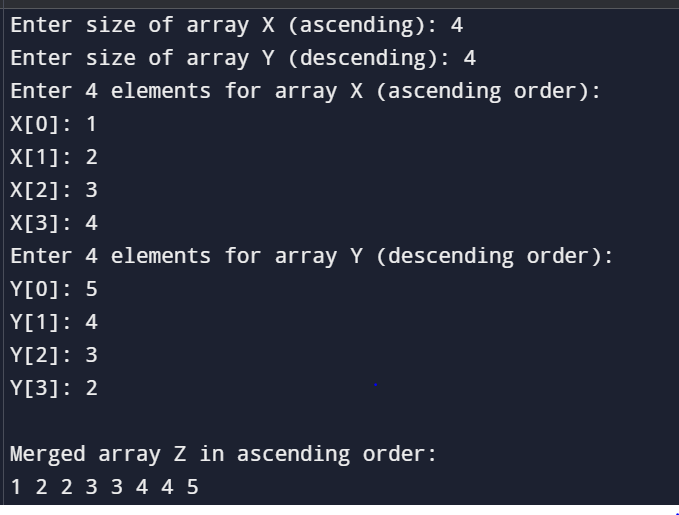 Enter size of array X (ascending): 4
Enter size of array Y (descending): 4
Enter 4 elements for array X (ascending order):
X[0]: 1
X[1]: 2
X[2]: 3
X[3]: 4
Enter 4 elements for array Y (descending order):
Y[0]: 5
Y[1]: 4
Y[2]: 3
Y[3]: 2
Merged array Z in ascending order:
1 2 2 3 3 4 4 5